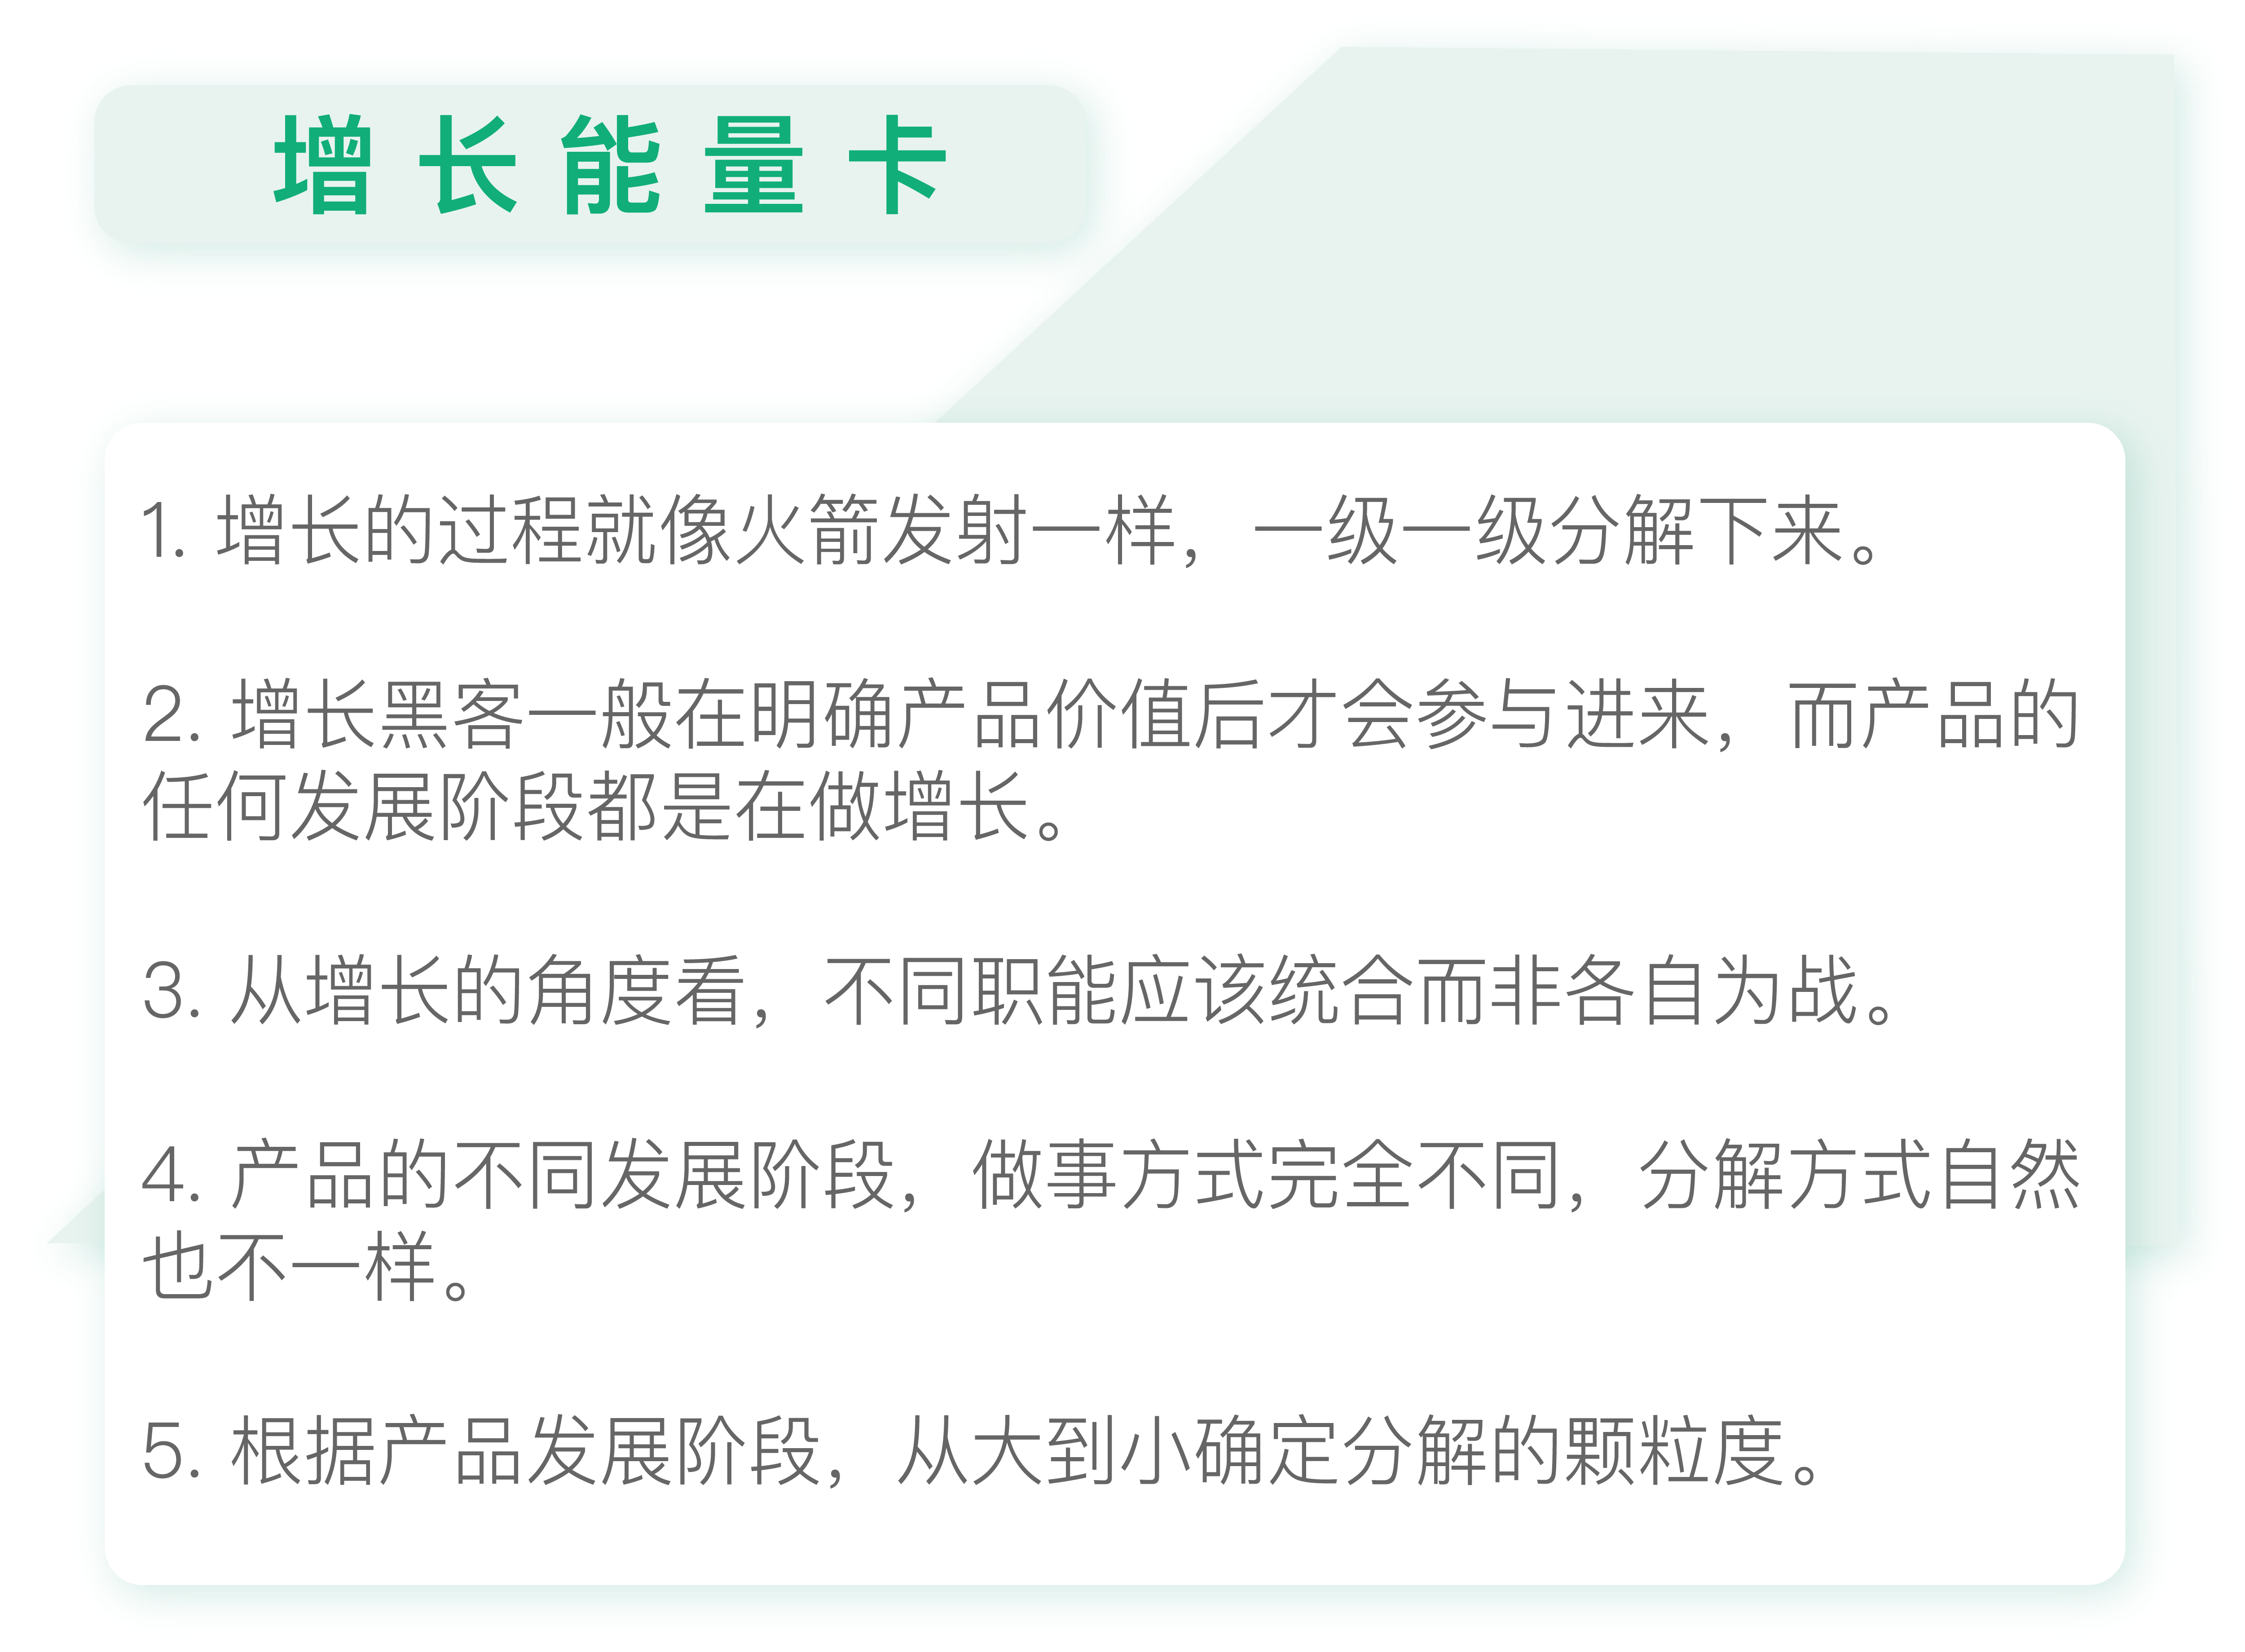 增长能量卡
1. 增长的过程就像火箭发射一样，一级一级分解下来。
2. 增长黑客一般在明确产品价值后才会参与进来，而产品的
任何发展阶段都是在做增长。
3. 从增长的角度看，不同职能应该统合而非各自为战。
4. 产品的不同发展阶段，做事方式完全不同，分解方式自然
也不一样。
5. 根据产品发展阶段，从大到小确定分解的颗粒度。